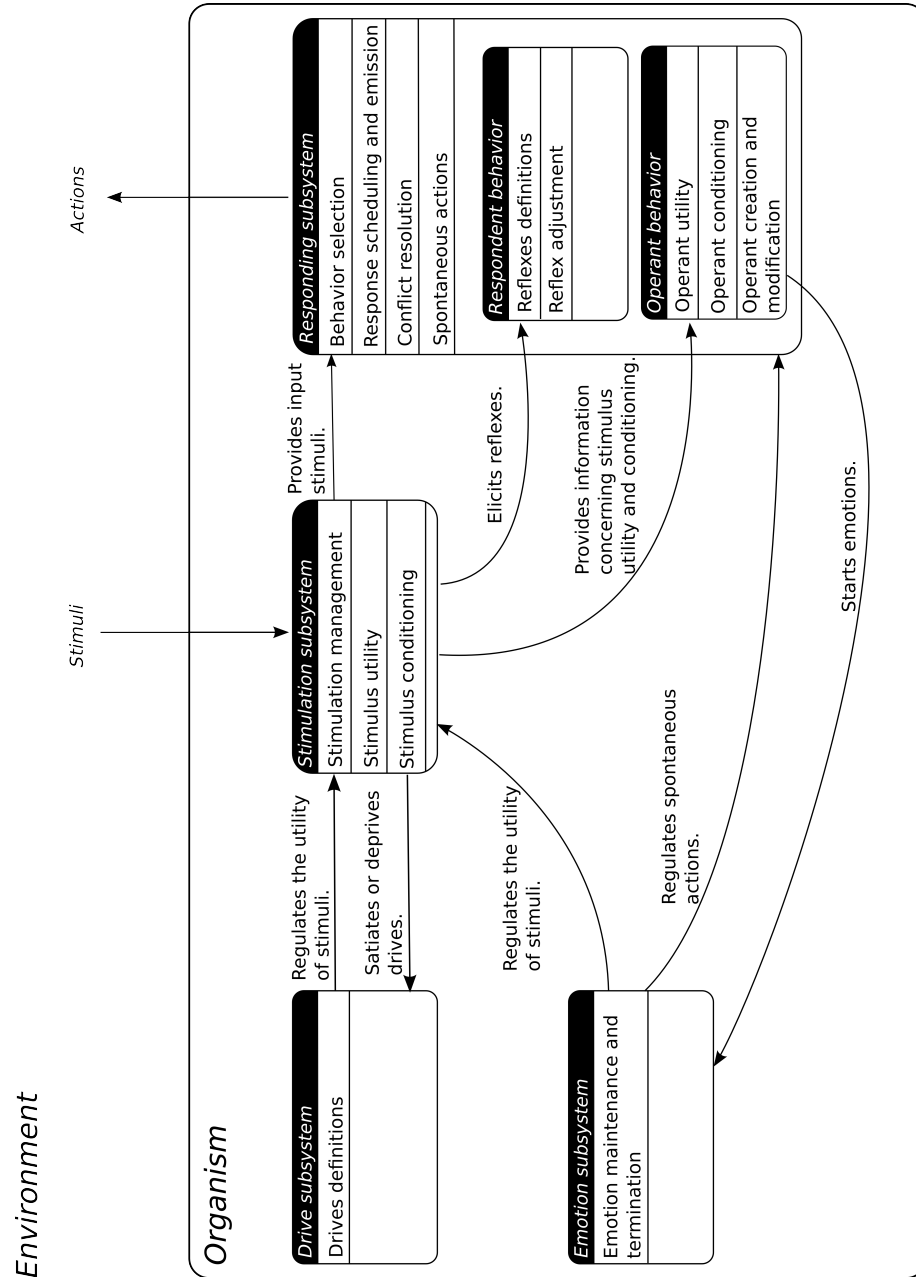 Environment
Organism
Stimuli
Actions
Drive subsystem
Drives definitions
Regulates the utility
of stimuli.
Satiates or deprives
drives.
Stimulation subsystem
Stimulation management
Stimulus utility
Stimulus conditioning
Provides input
stimuli.
Responding subsystem
Behavior selection
Response scheduling and emission
Conflict resolution
Spontaneous actions
Elicits reflexes.
Respondent behavior
Reflexes definitions
Reflex adjustment
Provides information
concerning stimulus
utility and conditioning.
Operant behavior
Operant utility
Operant conditioning
Operant creation and
modification
Emotion subsystem
Emotion maintenance and
termination
Regulates the utility
of stimuli.
Regulates spontaneous
actions.
Starts emotions.